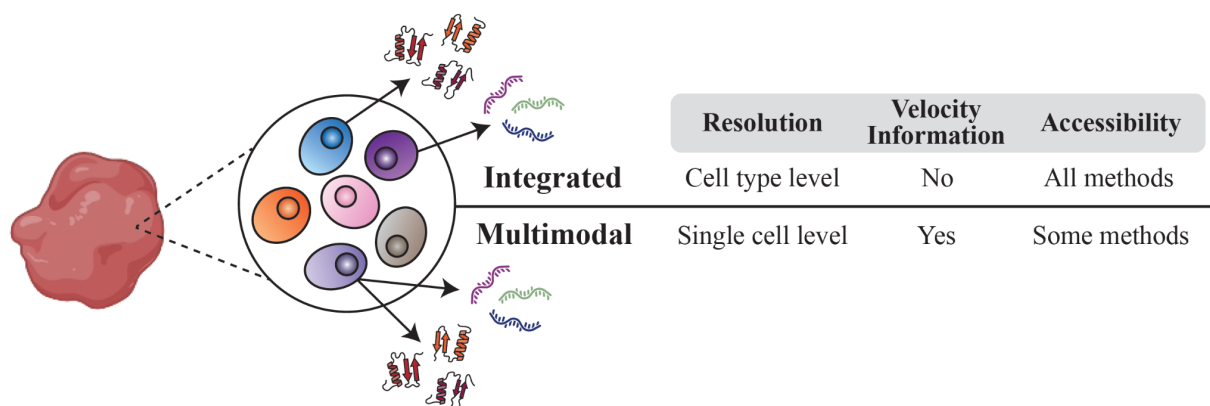 Resolution Velocity Information Accessibility
Integrated Cell type level No All methods
Multimodal Single cell level Yes Some methods